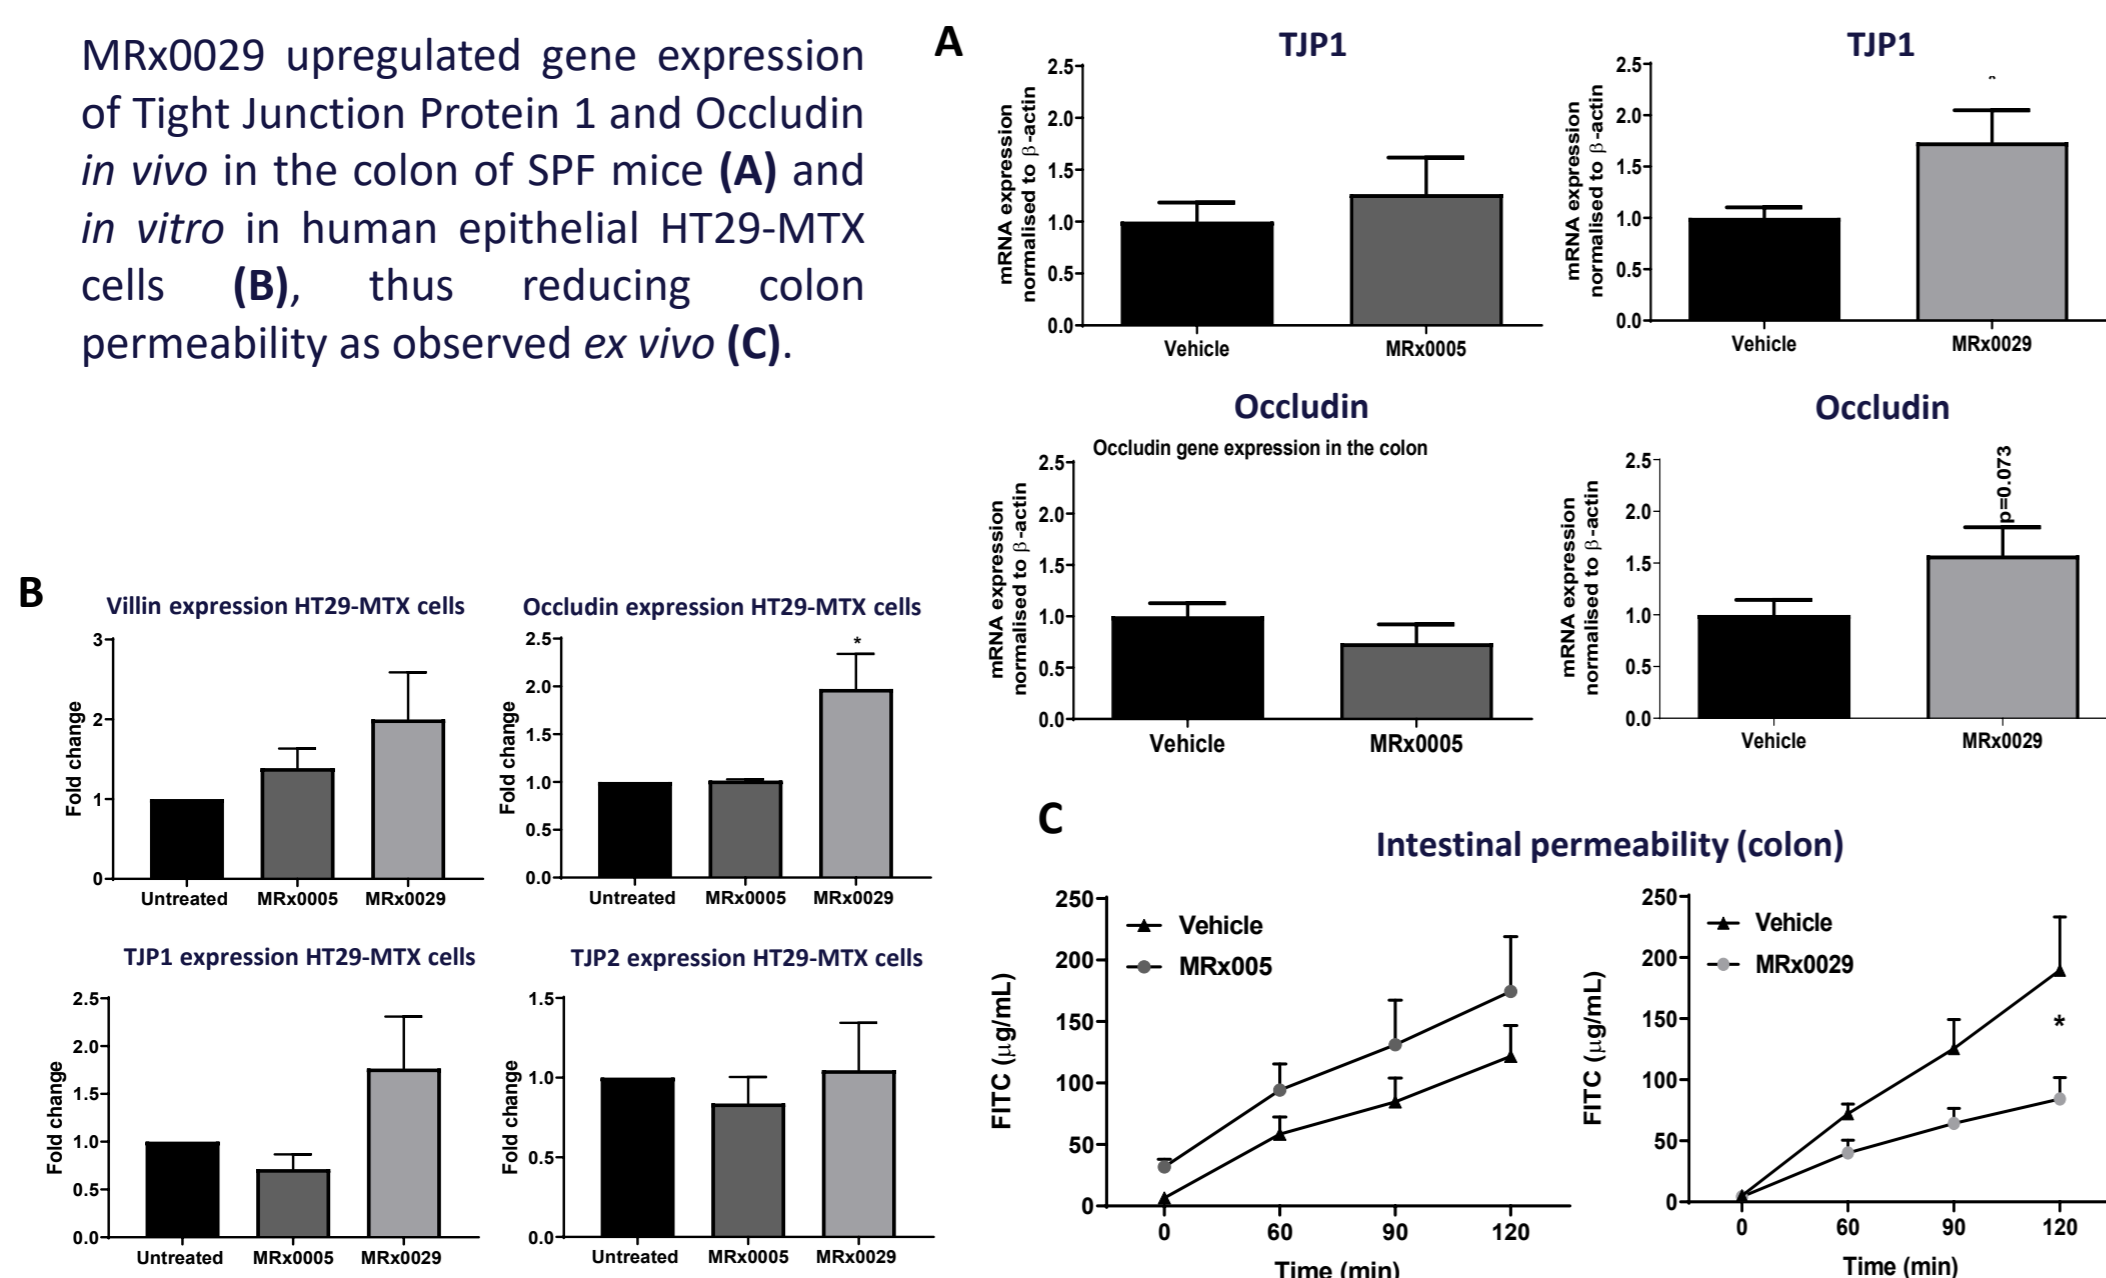 MRx0029 upregulated gene expression
of Tight Junction Protein 1 and Occludin
in vivo in the colon of SPF mice (A) and
in vitro in human epithelial HT29-MTX
cells (B), thus reducing colon
permeability as observed ex vivo (C).
A
TJP1
mRNA expression
normalised to β-actin
2.5
2.0
1.5
1.0
0.5
0.0
Vehicle
MRx0005
TJP1
mRNA expression
normalised to β-actin
2.5
2.0
1.5
1.0
0.5
0.0
*
Vehicle
MRx0029
Occludin
Occludin gene expression in the colon
mRNA expression
normalised to β-actin
2.5
2.0
1.5
1.0
0.5
0.0
Vehicle
MRx0005
Occludin
mRNA expression
normalised to β-actin
2.5
2.0
1.5
1.0
0.5
0.0
p=0.073
Vehicle
MRx0029
B
Villin expression HT29-MTX cells
Fold change
3
2
1
0
Untreated
MRx0005
MRx0029
Occludin expression HT29-MTX cells
Fold change
2.5
2.0
1.5
1.0
0.5
0.0
*
Untreated
MRx0005
MRx0029
TJP1 expression HT29-MTX cells
Fold change
2.5
2.0
1.5
1.0
0.5
0.0
Untreated
MRx0005
MRx0029
TJP2 expression HT29-MTX cells
Fold change
1.5
1.0
0.5
0.0
Untreated
MRx0005
MRx0029
C
Intestinal permeability (colon)
FITC (µg/mL)
250
200
150
100
50
0
Vehicle
MRx005
0 60 90 120
Time (min)
FITC (µg/mL)
250
200
150
100
50
0
Vehicle
MRx0029
*
0 60 90 120
Time (min)